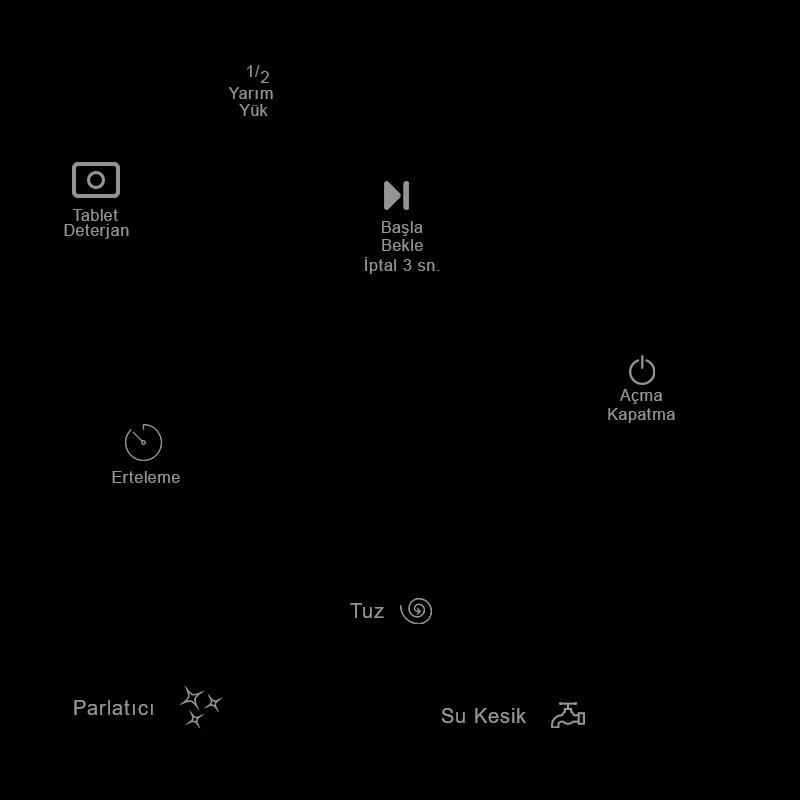 1/2
Yarım
Yük
Tablet
Deterjan
Başla
Bekle
İptal 3 sn.
Açma
Kapatma
Erteleme
Tuz
Parlatıcı
Su Kesik